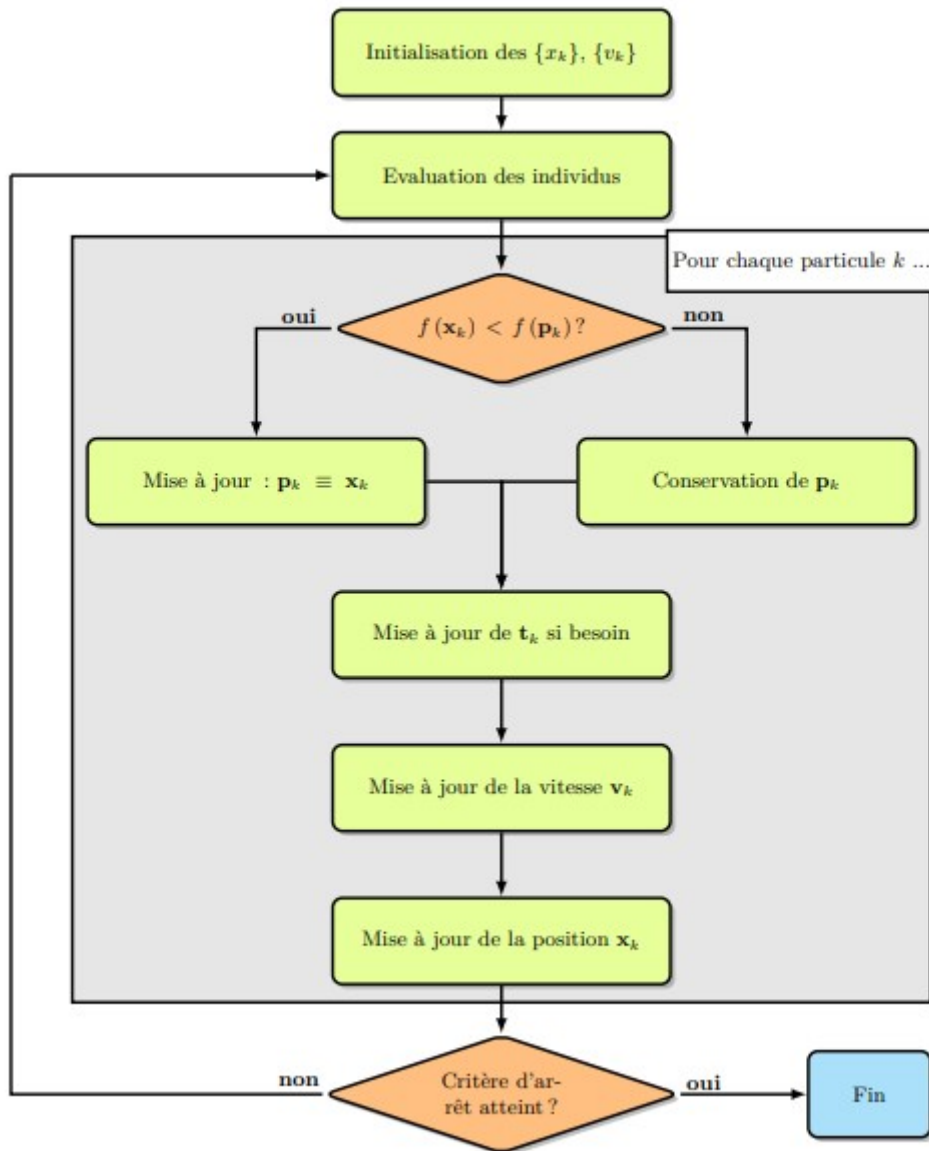 Initialisation des {x_k}, {v_k}
Evaluation des individus
Pour chaque particule k ...
oui
f (x_k) < f (p_k) ?
non
Mise à jour : p_k ≡ x_k
Conservation de p_k
Mise à jour de t_k si besoin
Mise à jour de la vitesse v_k
Mise à jour de la position x_k
non
Critère d'ar-
rêt atteint ?
oui
Fin